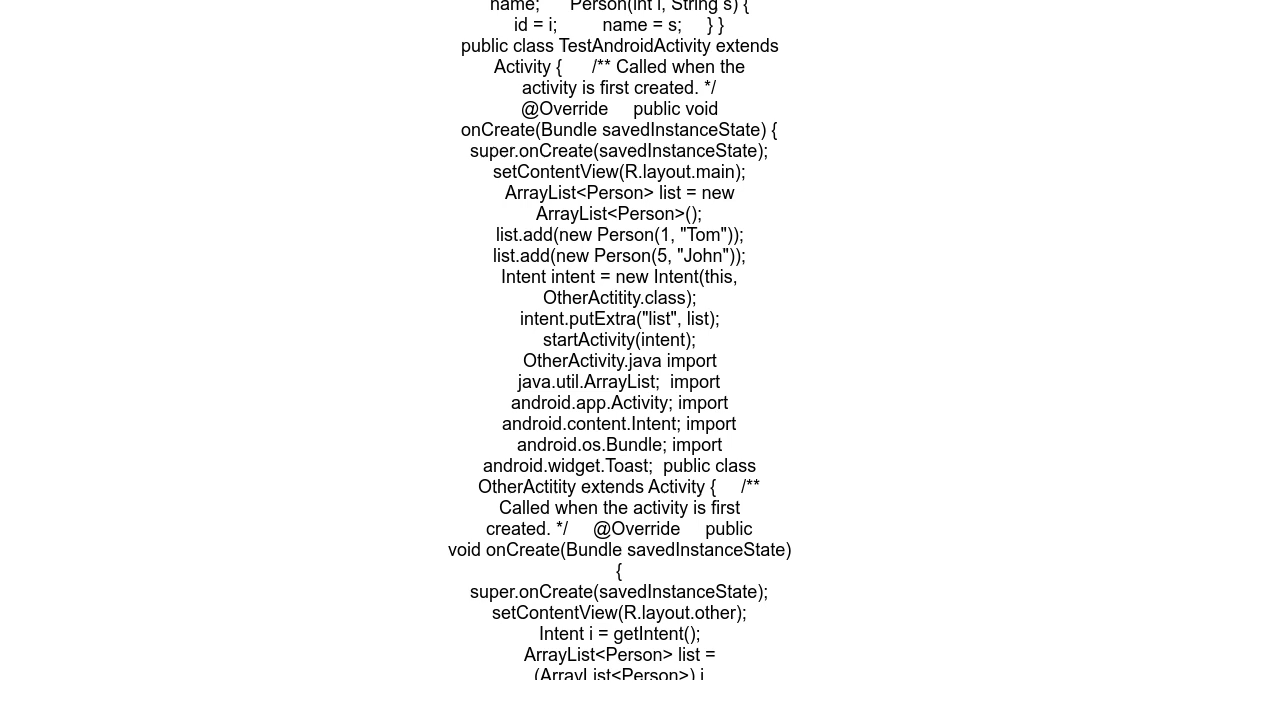 name;      Person(int i, String s) {
id = i;         name = s;     } }
public class TestAndroidActivity extends
Activity {      /** Called when the
activity is first created. */
@Override     public void
onCreate(Bundle savedInstanceState) {
super.onCreate(savedInstanceState);
setContentView(R.layout.main);
ArrayList<Person> list = new
ArrayList<Person>();
list.add(new Person(1, "Tom"));
list.add(new Person(5, "John"));
Intent intent = new Intent(this,
OtherActitity.class);
intent.putExtra("list", list);
startActivity(intent);
OtherActivity.java import
java.util.ArrayList;  import
android.app.Activity; import
android.content.Intent; import
android.os.Bundle; import
android.widget.Toast;  public class
OtherActitity extends Activity {     /**
Called when the activity is first
created. */     @Override     public
void onCreate(Bundle savedInstanceState)
{
super.onCreate(savedInstanceState);
setContentView(R.layout.other);
Intent i = getIntent();
ArrayList<Person> list =
(ArrayList<Person>) i